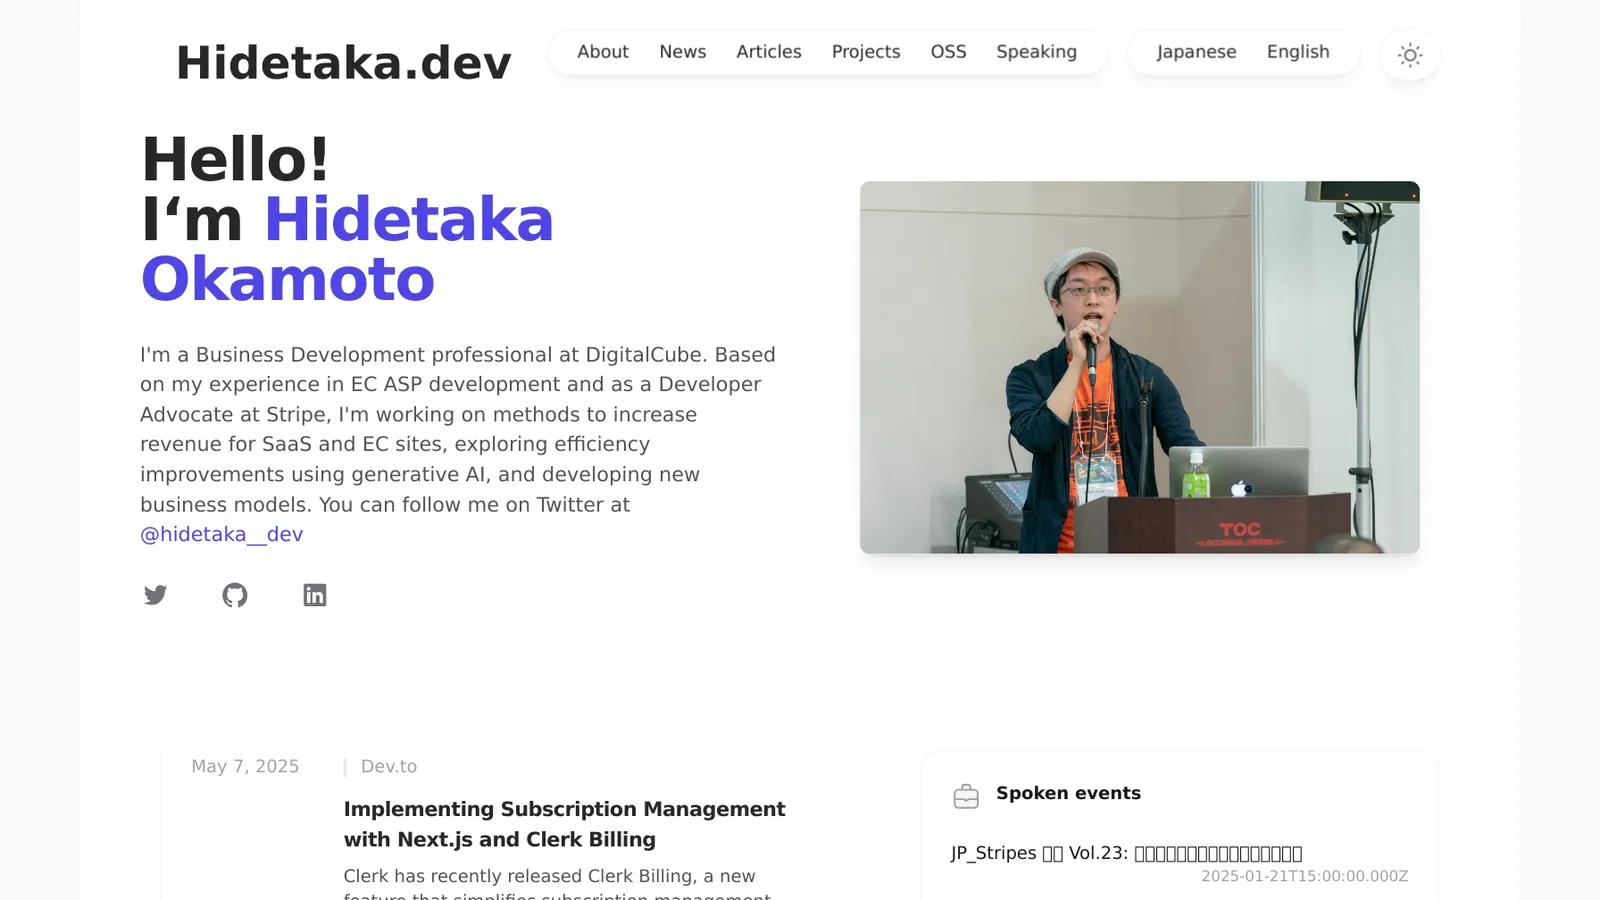 Hidetaka.dev
About News Articles Projects OSS Speaking
Japanese English
Hello!
I‘m Hidetaka
Okamoto
I'm a Business Development professional at DigitalCube. Based
on my experience in EC ASP development and as a Developer
Advocate at Stripe, I'm working on methods to increase
revenue for SaaS and EC sites, exploring efficiency
improvements using generative AI, and developing new
business models. You can follow me on Twitter at
@hidetaka__dev
TOC
May 7, 2025
Dev.to
Implementing Subscription Management
with Next.js and Clerk Billing
Clerk has recently released Clerk Billing, a new
feature that simplifies subscription management
Spoken events
JP_Stripes Vol.23:
2025-01-21T15:00:00.000Z